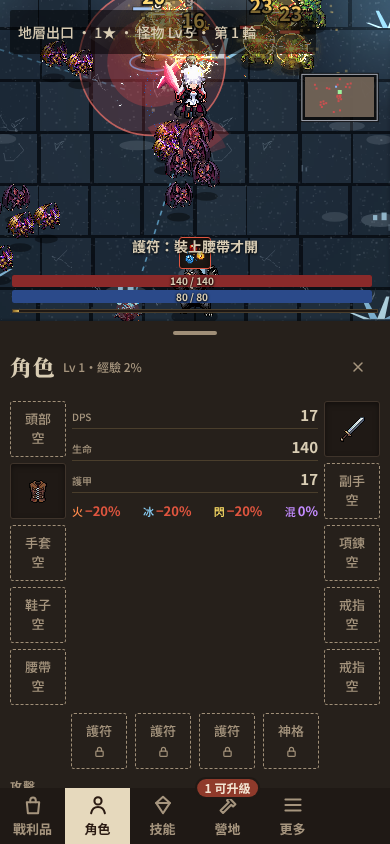 16
23
23
地層出口 • 1★ • 怪物 Lv 5 • 第 1 輪
護符：裝上腰帶才開
140 / 140
80 / 80
角色 Lv 1 • 經驗 2%
×
頭部
空
DPS 17
生命 140
護甲 17
火 −20% 冰 −20% 閃 −20% 混 0%
副手
空
手套
空
項鍊
空
鞋子
空
戒指
空
腰帶
空
戒指
空
護符 護符 護符 神格
攻擊
1 可升級
戰利品 角色 技能 營地 更多